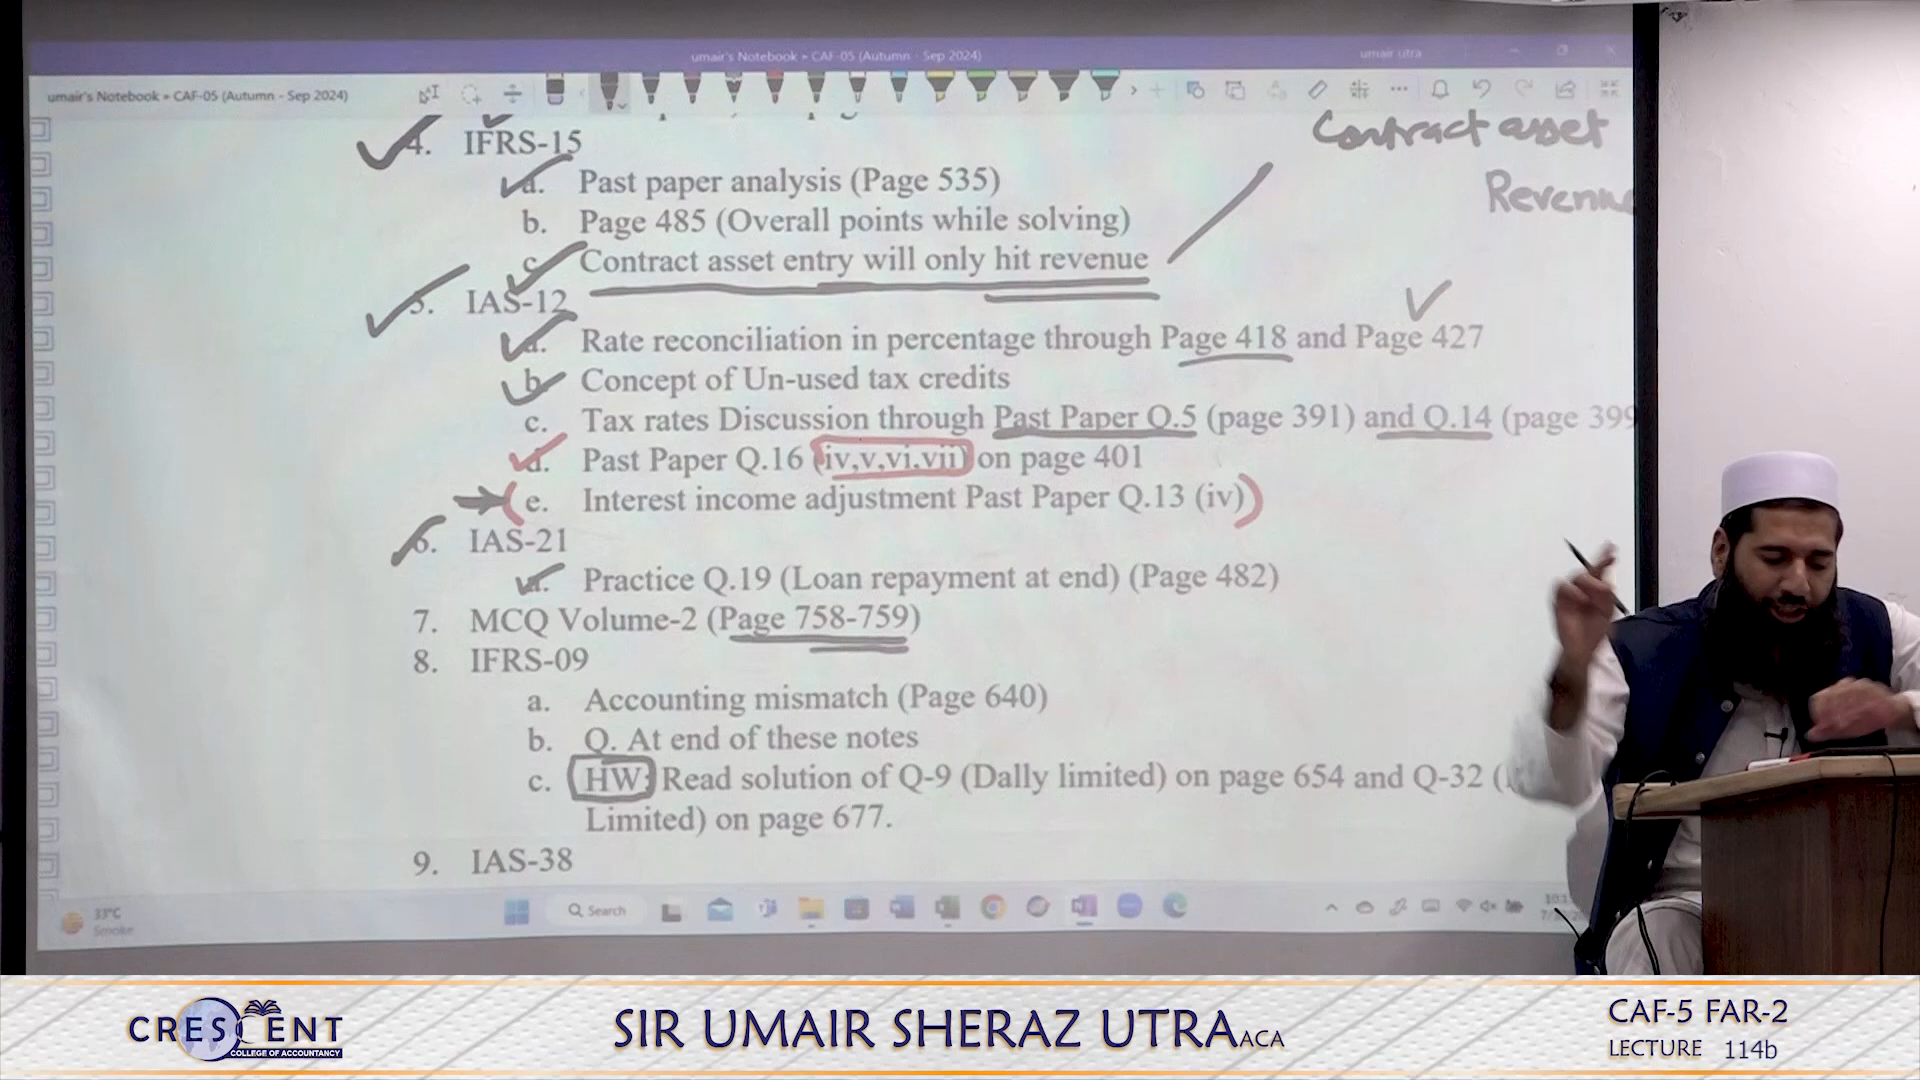 umair's Notebook » CAF-05 (Autumn - Sep 2024)
umair utra
umair's Notebook » CAF-05 (Autumn - Sep 2024)
Contract asset
Revenue
4. IFRS-15
a. Past paper analysis (Page 535)
b. Page 485 (Overall points while solving)
c. Contract asset entry will only hit revenue
5. IAS-12
a. Rate reconciliation in percentage through Page 418 and Page 427
b. Concept of Un-used tax credits
c. Tax rates Discussion through Past Paper Q.5 (page 391) and Q.14 (page 399
d. Past Paper Q.16 (iv,v,vi,vii) on page 401
e. Interest income adjustment Past Paper Q.13 (iv)
6. IAS-21
a. Practice Q.19 (Loan repayment at end) (Page 482)
7. MCQ Volume-2 (Page 758-759)
8. IFRS-09
a. Accounting mismatch (Page 640)
b. Q. At end of these notes
c. HW: Read solution of Q-9 (Dally limited) on page 654 and Q-32 (
Limited) on page 677.
9. IAS-38
33°C
Smoke
Search
CRESCENT
COLLEGE OF ACCOUNTANCY
SIR UMAIR SHERAZ UTRA ACA
CAF-5 FAR-2
LECTURE 114b